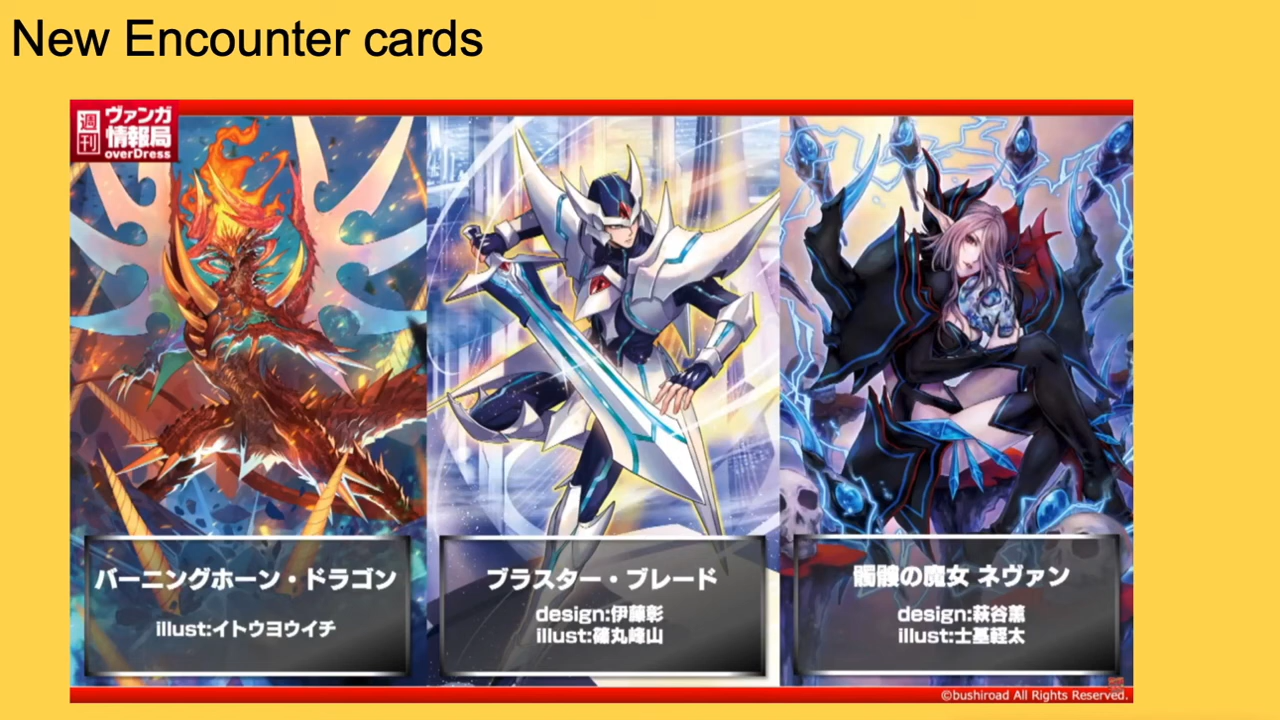 New Encounter cards
週刊
ヴァンガ
情報局
overDress
バーニングホーン・ドラゴン
illust:イトウヨウイチ
ブラスター・ブレード
design:伊藤彰
illust:篠丸峰山
髑髏の魔女 ネヴァン
design:萩谷薫
illust:士基軽太
©bushiroad All Rights Reserved.